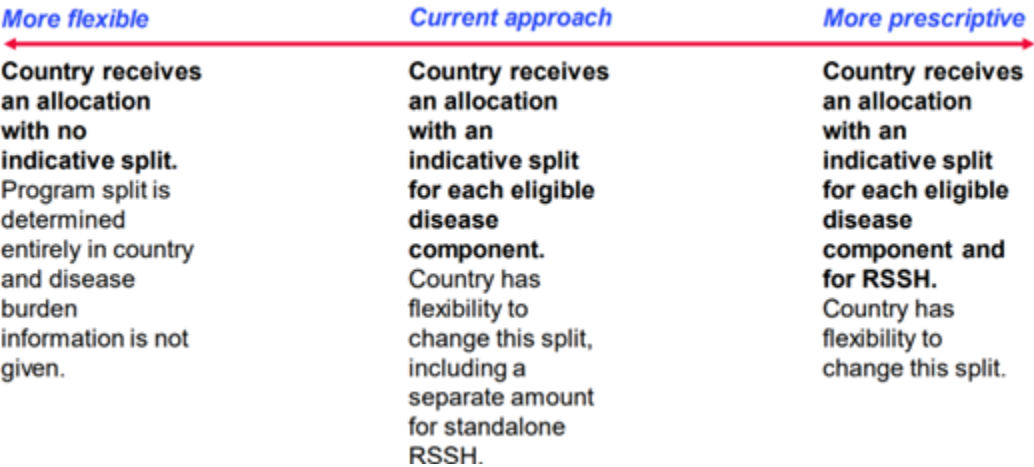 More flexible
Current approach
More prescriptive
Country receives
an allocation
with no
indicative split.
Program split is
determined
entirely in country
and disease
burden
information is not
given.
Country receives
an allocation
with an
indicative split
for each eligible
disease
component.
Country has
flexibility to
change this split,
including a
separate amount
for standalone
RSSH.
Country receives
an allocation
with an
indicative split
for each eligible
disease
component and
for RSSH.
Country has
flexibility to
change this split.